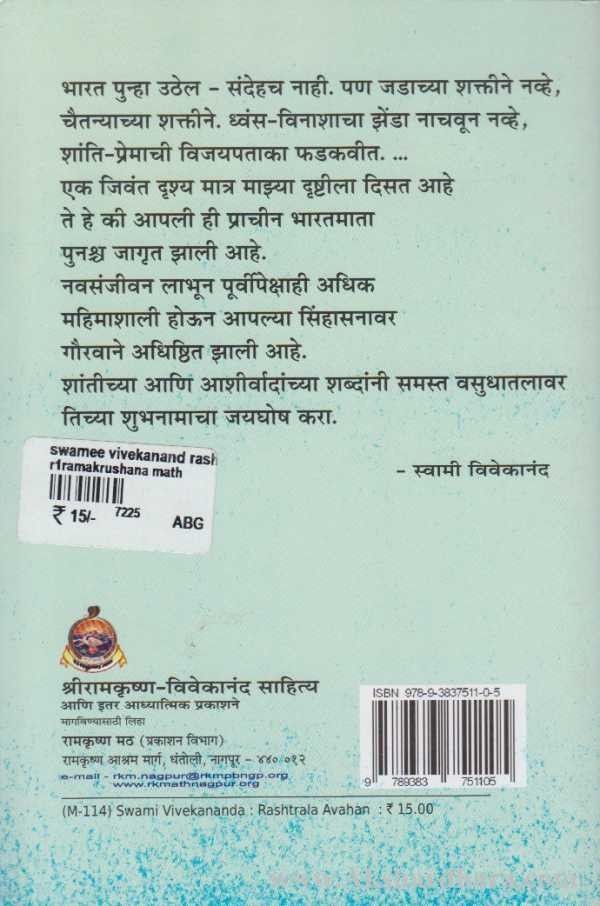 भारत पुन्हा उठेल - संदेहच नाही. पण जडाच्या शक्तीने नव्हे,
चैतन्याच्या शक्तीने. ध्वंस-विनाशाचा झेंडा नाचवून नव्हे,
शांति-प्रेमाची विजयपताका फडकवीत. ...
एक जिवंत दृश्य मात्र माझ्या दृष्टीला दिसत आहे
ते हे की आपली ही प्राचीन भारतमाता
पुनश्च जागृत झाली आहे.
नवसंजीवन लाभून पूर्वीपेक्षाही अधिक
महिमाशाली होऊन आपल्या सिंहासनावर
गौरवाने अधिष्ठित झाली आहे.
शांतीच्या आणि आशीर्वादांच्या शब्दांनी समस्त वसुधातलावर
तिच्या शुभनामाचा जयघोष करा.
- स्वामी विवेकानंद
swamee vivekanand rash
r1ramakrushana math
₹ 15/- 7225 ABG
श्रीरामकृष्ण-विवेकानंद साहित्य
आणि इतर आध्यात्मिक प्रकाशने
मागविण्यासाठी लिहा
रामकृष्ण मठ (प्रकाशन विभाग)
रामकृष्ण आश्रम मार्ग, धंतोली, नागपूर - ४४० ०१२
e-mail - rkm.nagpur@rkmpbngp.org
www.rkmathnagpur.org
ISBN 978-9-3837511-0-5
9 789383 751105
(M-114) Swami Vivekananda : Rashtrala Avahan : ₹ 15.00